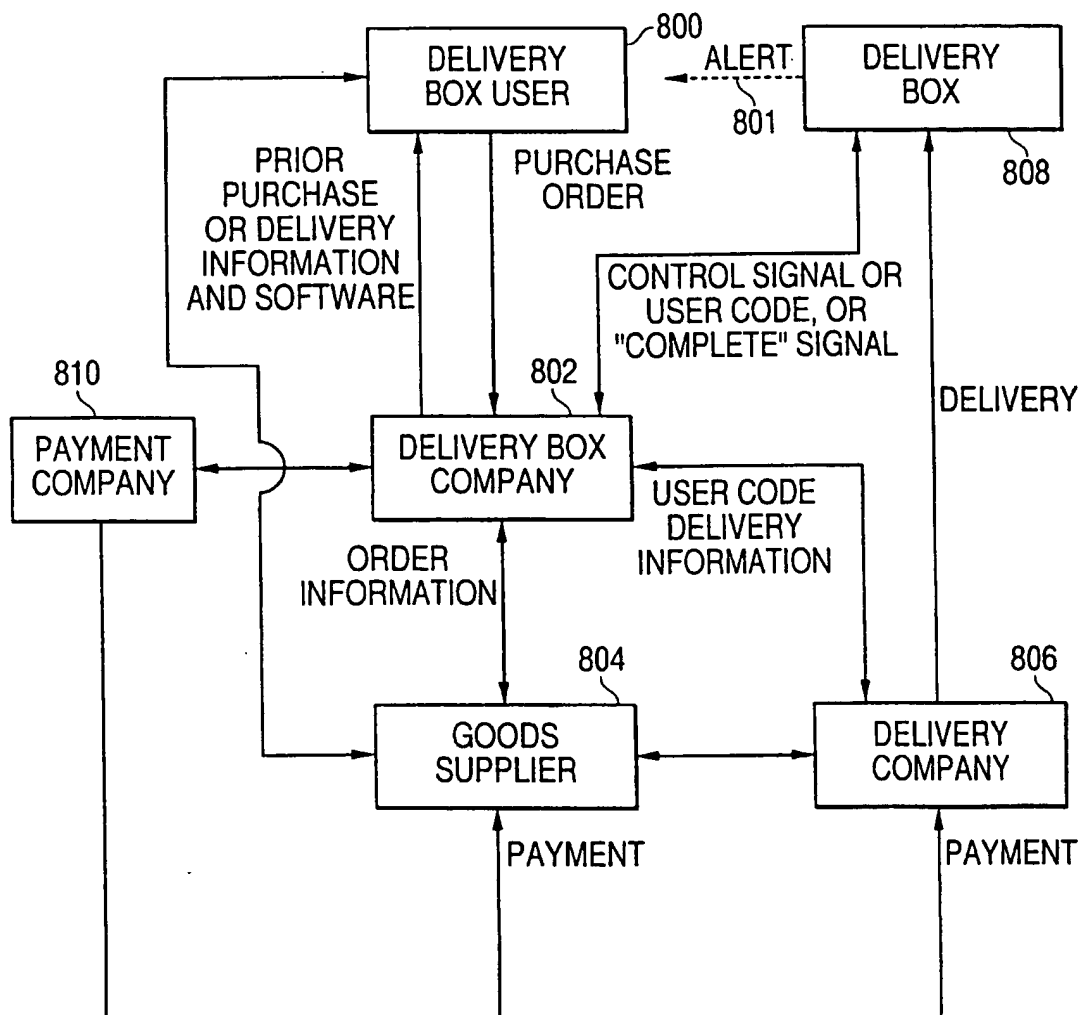 800
DELIVERY
BOX USER
ALERT
801
DELIVERY
BOX
808
PRIOR
PURCHASE
OR DELIVERY
INFORMATION
AND SOFTWARE
PURCHASE
ORDER
CONTROL SIGNAL OR
USER CODE, OR
"COMPLETE" SIGNAL
810
PAYMENT
COMPANY
802
DELIVERY BOX
COMPANY
DELIVERY
USER CODE
DELIVERY
INFORMATION
ORDER
INFORMATION
804
GOODS
SUPPLIER
806
DELIVERY
COMPANY
PAYMENT
PAYMENT